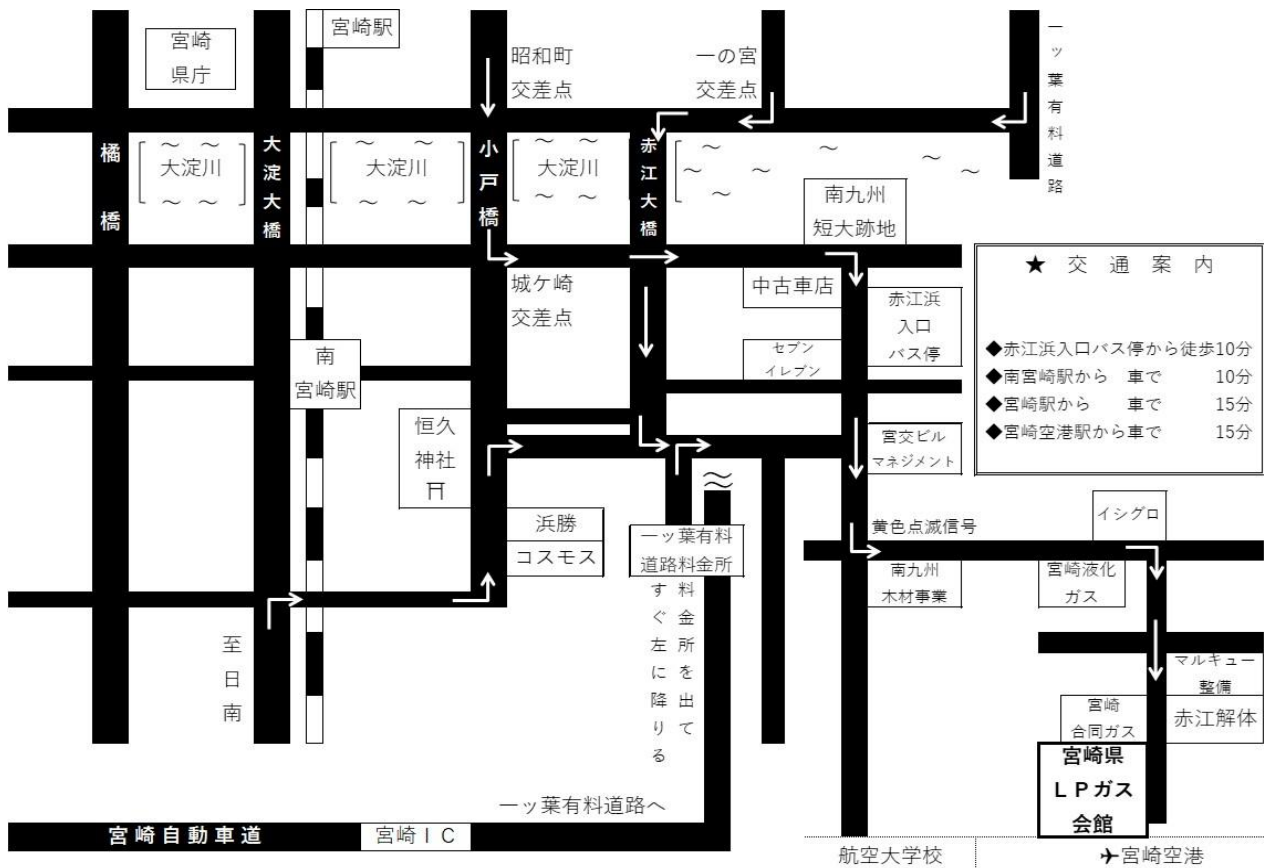 宮崎
県庁
宮崎駅
昭和町
交差点
一の宮
交差点
一ッ葉有料道路
橘橋
大淀川
大淀大橋
大淀川
小戸橋
大淀川
赤江大橋
南九州
短大跡地
城ケ崎
交差点
中古車店
赤江浜
入口
バス停
★ 交通案内
◆赤江浜入口バス停から徒歩10分
◆南宮崎駅から 車で 10分
◆宮崎駅から 車で 15分
◆宮崎空港駅から車で 15分
南
宮崎駅
セブン
イレブン
恒久
神社
宮交ビル
マネジメント
浜勝
コスモス
一ッ葉有料
道路料金所
料金所を出て
すぐ左に降りる
黄色点滅信号
イシグロ
南九州
木材事業
宮崎液化
ガス
至日南
マルキュー
整備
宮崎
合同ガス
赤江解体
宮崎県
LPガス
会館
一ッ葉有料道路へ
宮崎自動車道
宮崎IC
航空大学校
宮崎空港